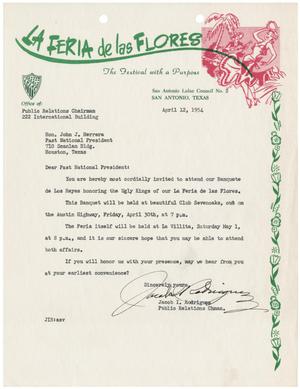 LA FERIA de las FLORES
The Festival with a Purpose
San Antonio Lulac Council No. 2
SAN ANTONIO, TEXAS
Office of:
Public Relations Chairman
222 International Building
April 12, 1954
Hon. John J. Herrera
Past National President
710 Scanlan Bldg.
Houston, Texas
Dear Past National President:
You are hereby most cordially invited to attend our Banquete
de Los Reyes honoring the Ugly Kings of our La Feria de las Flores.
This Banquet will be held at beautiful Club Sevenoaks, out on
the Austin Highway, Friday, April 30th, at 7 p.m.
The Feria itself will be held at La Villita, Saturday May 1,
at 8 p.m., and it is our sincere hope that you may be able to attend
both affairs.
If you will honor us with your presence, may we hear from you
at your earliest convenience?
Sincerely yours,
Jacob I. Rodriguez
Jacob I. Rodriguez
Public Relations Chmn.
JIR:asv